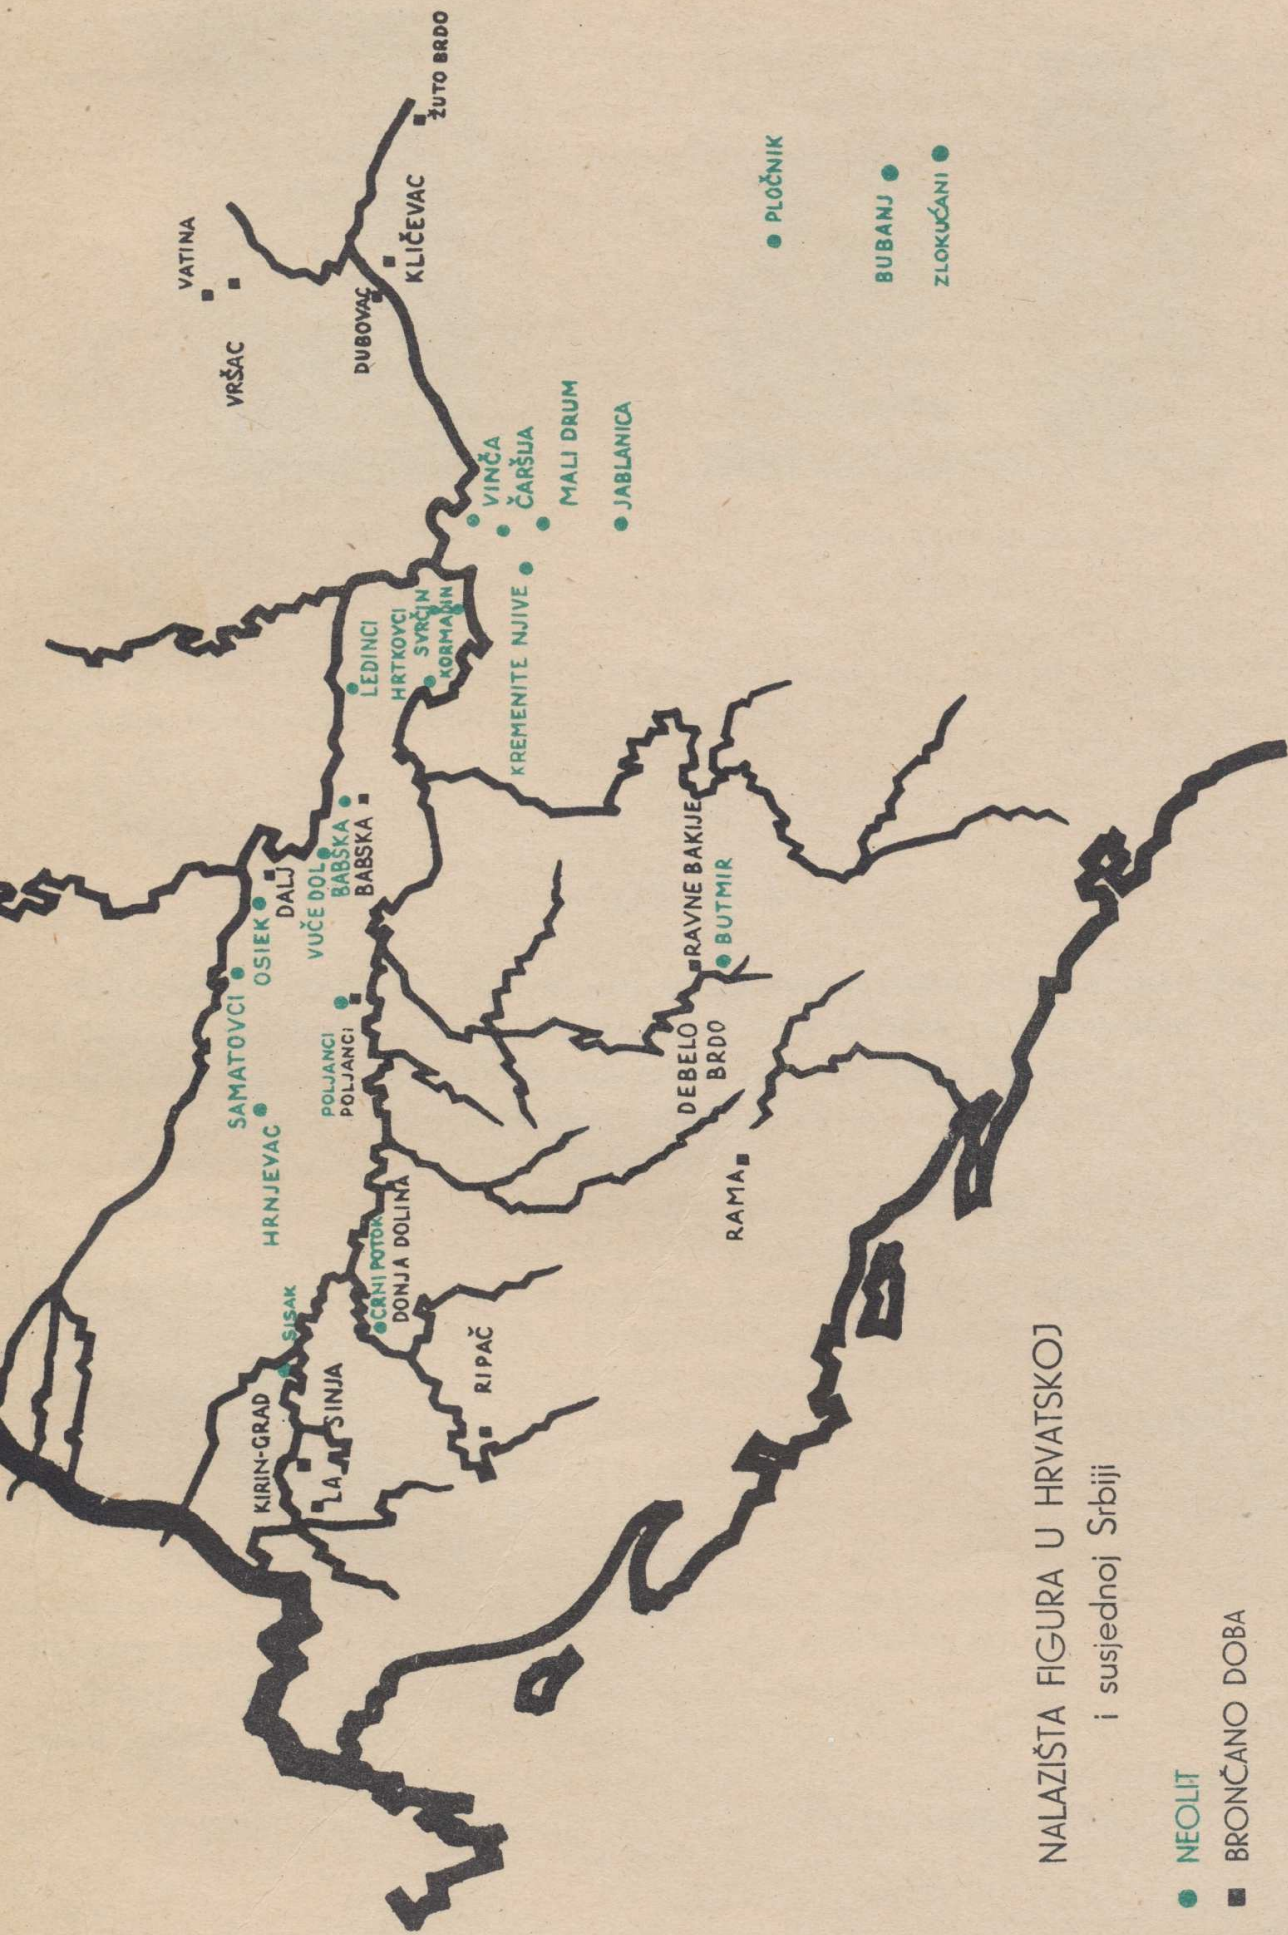 NALAZIŠTA FIGURA U HRVATSKOJ
i susjednoj Srbiji
NEOLIT
BRONČANO DOBA
KIRIN-GRAD
LASINJA
SISAK
RIPAČ
CRNI POTOK
DONJA DOLINA
HRNJEVAC
SAMATOVCI
OSIEK
DALJ
VUČE DOL
BABSKA
BABSKA
POLJANCI
POLJANCI
RAMA
DEBELO
BRDO
RAVNE BAKIJE
BUTMIR
LEDINCI
HRTKOVCI
SVRČIN
KORMADIN
KREMENITE NJIVE
VINČA
ČARŠIJA
MALI DRUM
JABLANICA
VATINA
VRŠAC
DUBOVAC
KLIČEVAC
ŽUTO BRDO
PLOČNIK
BUBANJ
ZLOKUĆANI